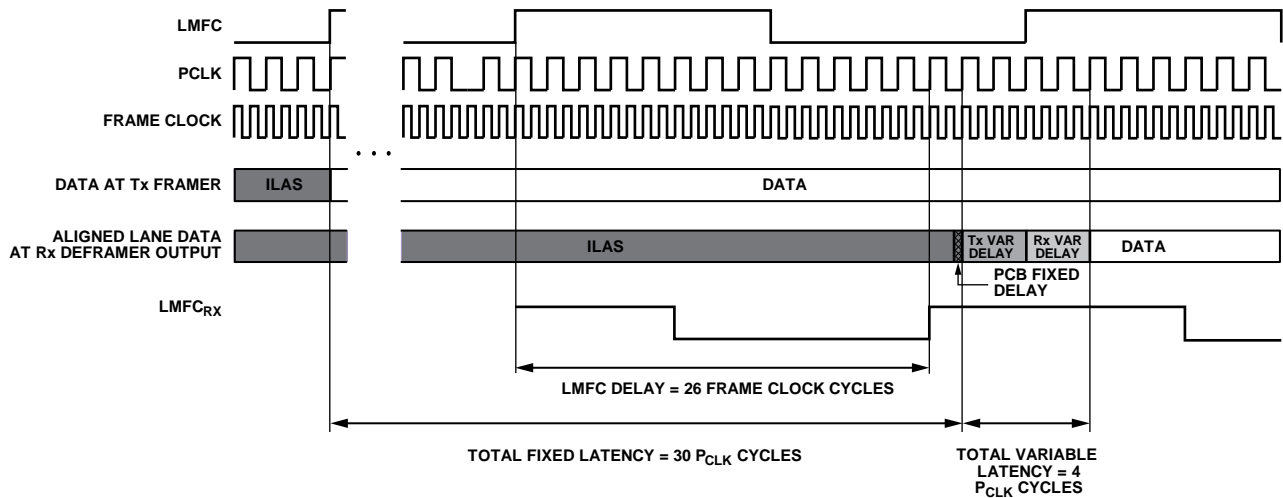 LMFC
PCLK
FRAME CLOCK
. . .
DATA AT Tx FRAMER
ILAS
DATA
ALIGNED LANE DATA
AT Rx DEFRAMER OUTPUT
ILAS
Tx VAR
DELAY
Rx VAR
DELAY
DATA
PCB FIXED
DELAY
LMFCRX
LMFC DELAY = 26 FRAME CLOCK CYCLES
TOTAL FIXED LATENCY = 30 PCLK CYCLES
TOTAL VARIABLE
LATENCY = 4
PCLK CYCLES